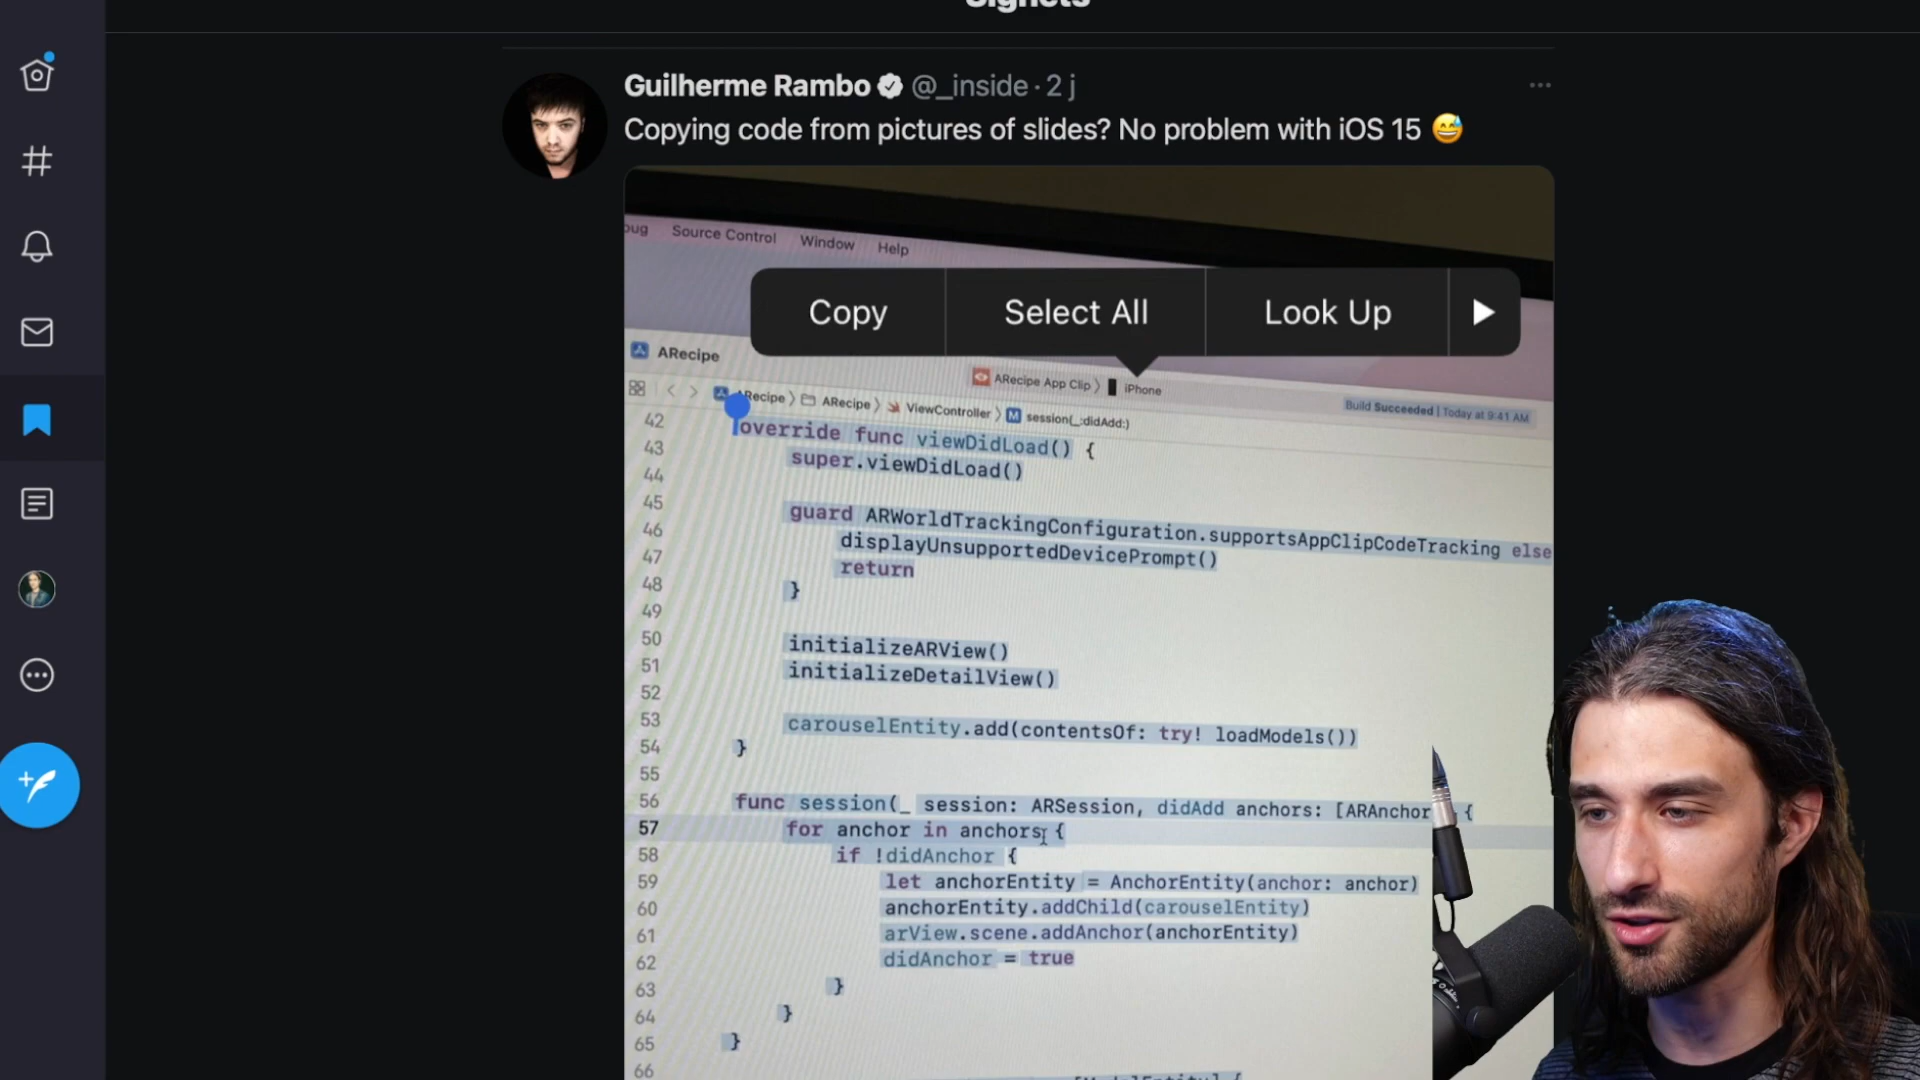 Signets
Guilherme Rambo @_inside · 2 j
Copying code from pictures of slides? No problem with iOS 15 😅
Source Control Window Help
Copy Select All Look Up
ARecipe
ARecipe App Clip iPhone
Build Succeeded | Today at 9:41 AM
ARecipe ViewController M session(_:didAdd:)
42 override func viewDidLoad() {
43 super.viewDidLoad()
44
45 guard ARWorldTrackingConfiguration.supportsAppClipCodeTracking else
46 displayUnsupportedDevicePrompt()
47 return
48 }
49
50 initializeARView()
51 initializeDetailView()
52
53 carouselEntity.add(contentsOf: try! loadModels())
54 }
55
56 func session(_ session: ARSession, didAdd anchors: [ARAnchor {
57 for anchor in anchors {
58 if !didAnchor {
59 let anchorEntity = AnchorEntity(anchor: anchor)
60 anchorEntity.addChild(carouselEntity)
61 arView.scene.addAnchor(anchorEntity)
62 didAnchor = true
63 }
64 }
65 }
66